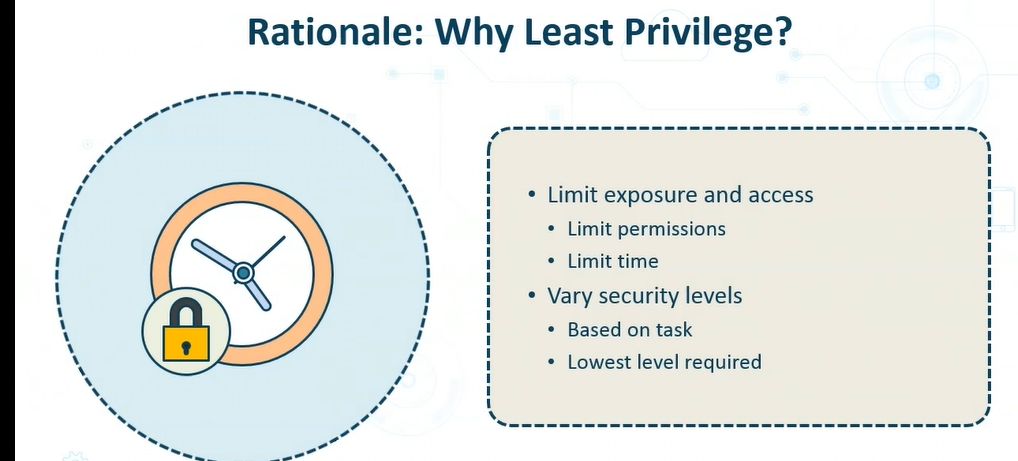 Rationale: Why Least Privilege?
• Limit exposure and access
• Limit permissions
• Limit time
• Vary security levels
• Based on task
• Lowest level required